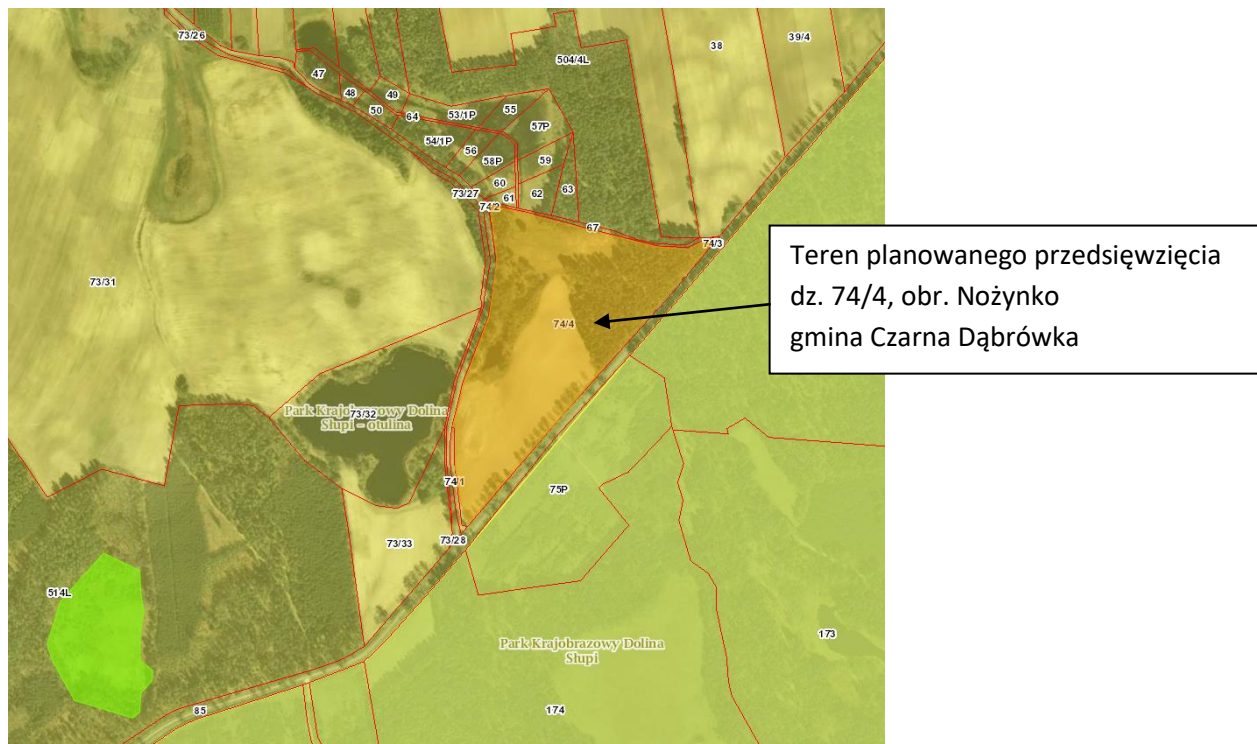 73/26
38
39/4
504/4L
47
48
49
50
64
53/1P
55
57P
54/1P
56
58P
59
60
62
63
61
73/27
74/2
67
74/3
Teren planowanego przedsięwzięcia
dz. 74/4, obr. Nożynko
gmina Czarna Dąbrówka
73/31
74/4
Park Krajobrazowy Dolina
73/32
Słupi - otulina
74/1
75P
73/33
73/28
514L
Park Krajobrazowy Dolina
Słupi
173
85
174